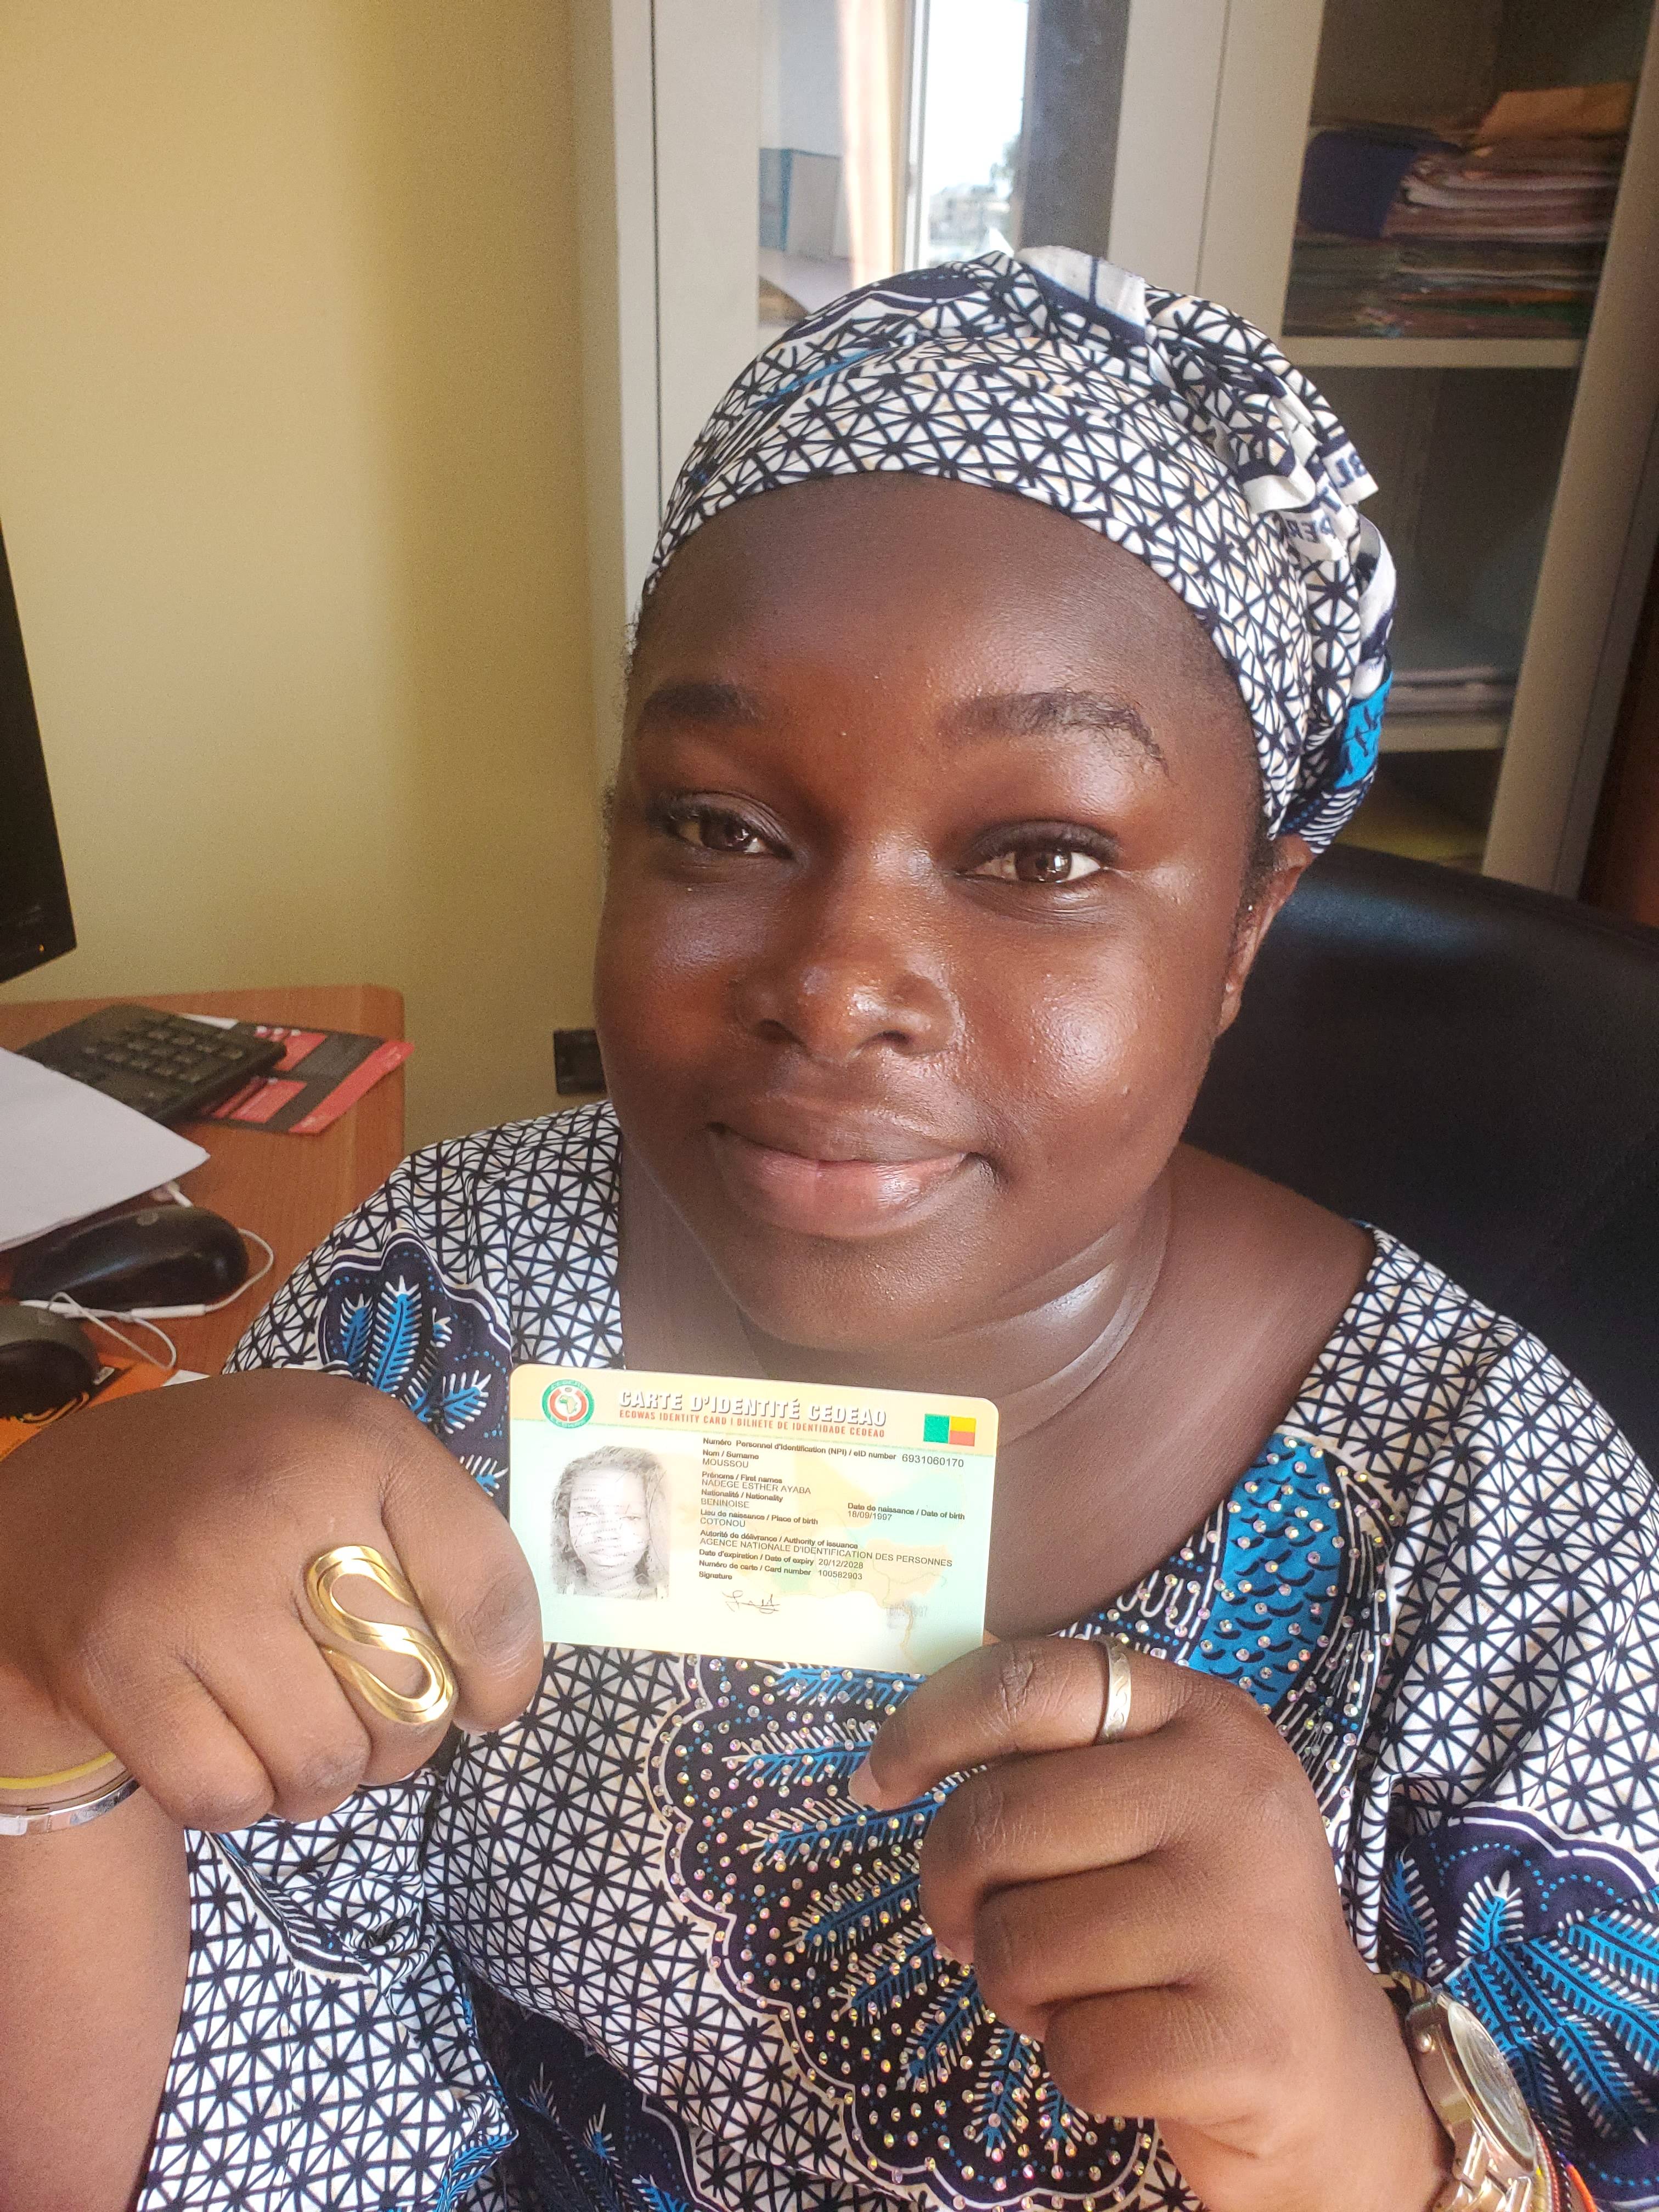 CARTE D'IDENTITÉ CEDEAO
ECOWAS IDENTITY CARD I BILHETE DE IDENTIDADE CEDEAO
Numéro Personnel d'Identification (NPI) / eID number 6931060170
Nom / Surname
MOUSSOU
Prénoms / First names
NADEGE ESTHER AYABA
Nationalité / Nationality
BENINOISE
Date de naissance / Date of birth
18/09/1997
Lieu de naissance / Place of birth
COTONOU
Autorité de délivrance / Authority of issuance
AGENCE NATIONALE D'IDENTIFICATION DES PERSONNES
Date d'expiration / Date of expiry 20/12/2028
Numéro de carte / Card number 100582903
Signature